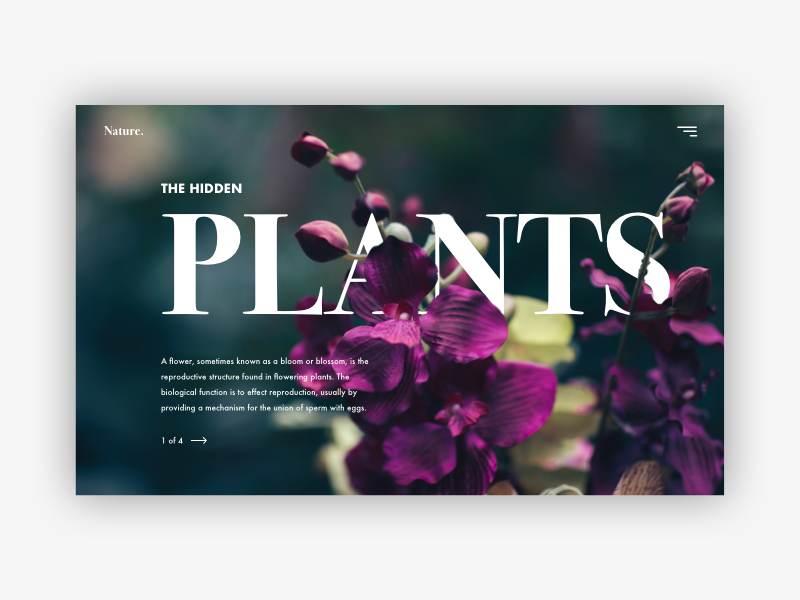 Nature.
THE HIDDEN
PLANTS
A flower, sometimes known as a bloom or blossom, is the
reproductive structure found in flowering plants. The
biological function is to effect reproduction, usually by
providing a mechanism for the union of sperm with eggs.
1 of 4